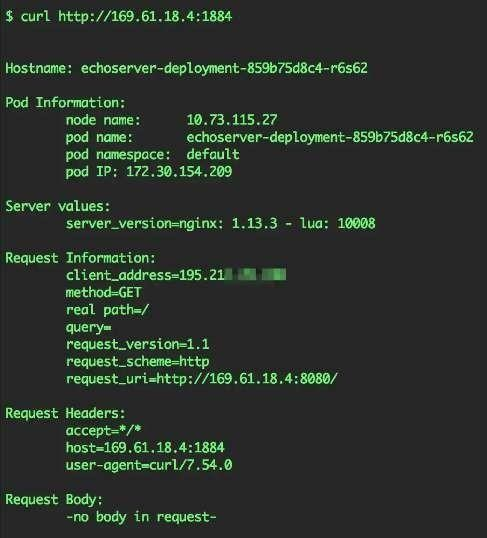 $ curl http://169.61.18.4:1884
Hostname: echoserver-deployment-859b75d8c4-r6s62
Pod Information:
node name: 10.73.115.27
pod name: echoserver-deployment-859b75d8c4-r6s62
pod namespace: default
pod IP: 172.30.154.209
Server values:
server_version=nginx: 1.13.3 - lua: 10008
Request Information:
client_address=195.21
method=GET
real path=/
query=
request_version=1.1
request_scheme=http
request_uri=http://169.61.18.4:8080/
Request Headers:
accept=*/*
host=169.61.18.4:1884
user-agent=curl/7.54.0
Request Body:
-no body in request-